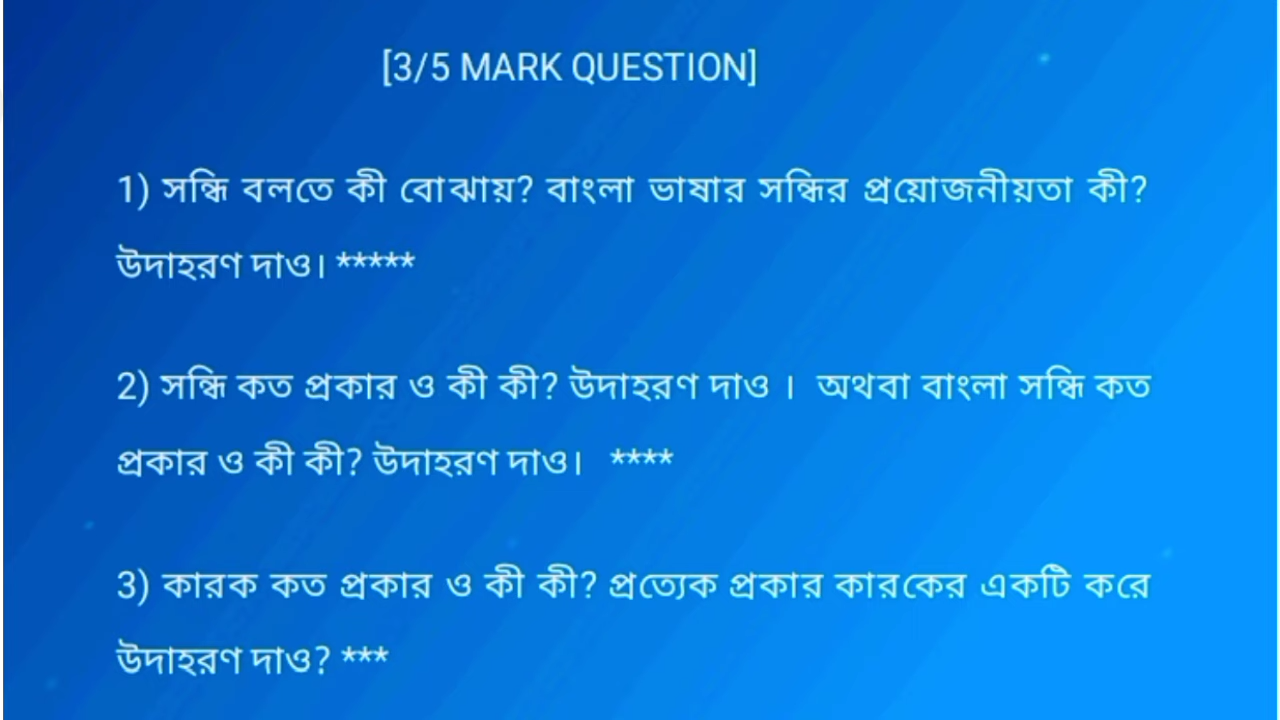 [3/5 MARK QUESTION]
1) সন্ধি বলতে কী বোঝায়? বাংলা ভাষার সন্ধির প্রয়োজনীয়তা কী?
উদাহরণ দাও। *****
2) সন্ধি কত প্রকার ও কী কী? উদাহরণ দাও । অথবা বাংলা সন্ধি কত
প্রকার ও কী কী? উদাহরণ দাও। ****
3) কারক কত প্রকার ও কী কী? প্রত্যেক প্রকার কারকের একটি করে
উদাহরণ দাও? ***